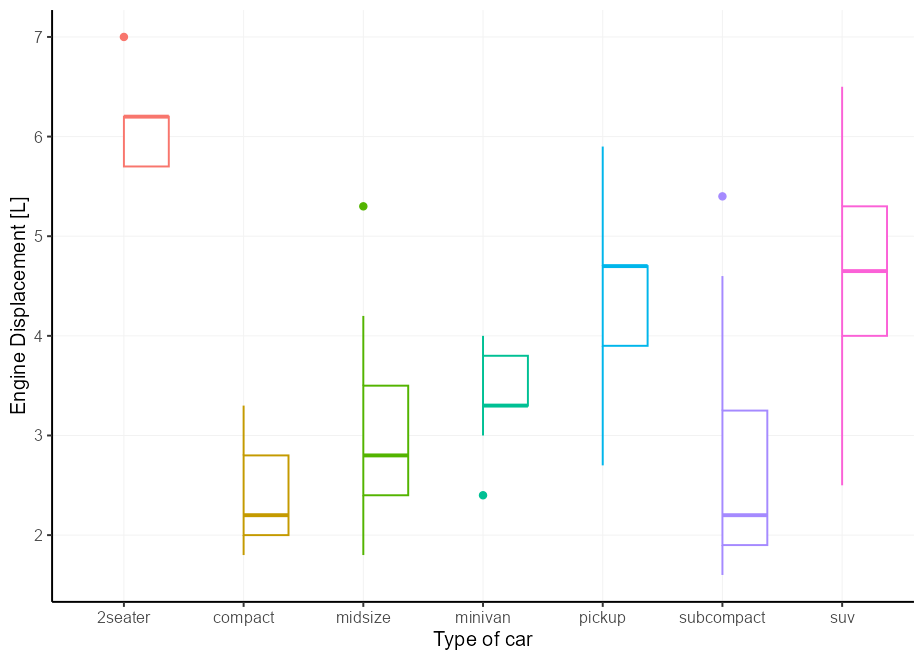 Engine Displacement [L]
7
6
5
4
3
2
2seater compact midsize minivan pickup subcompact suv
Type of car